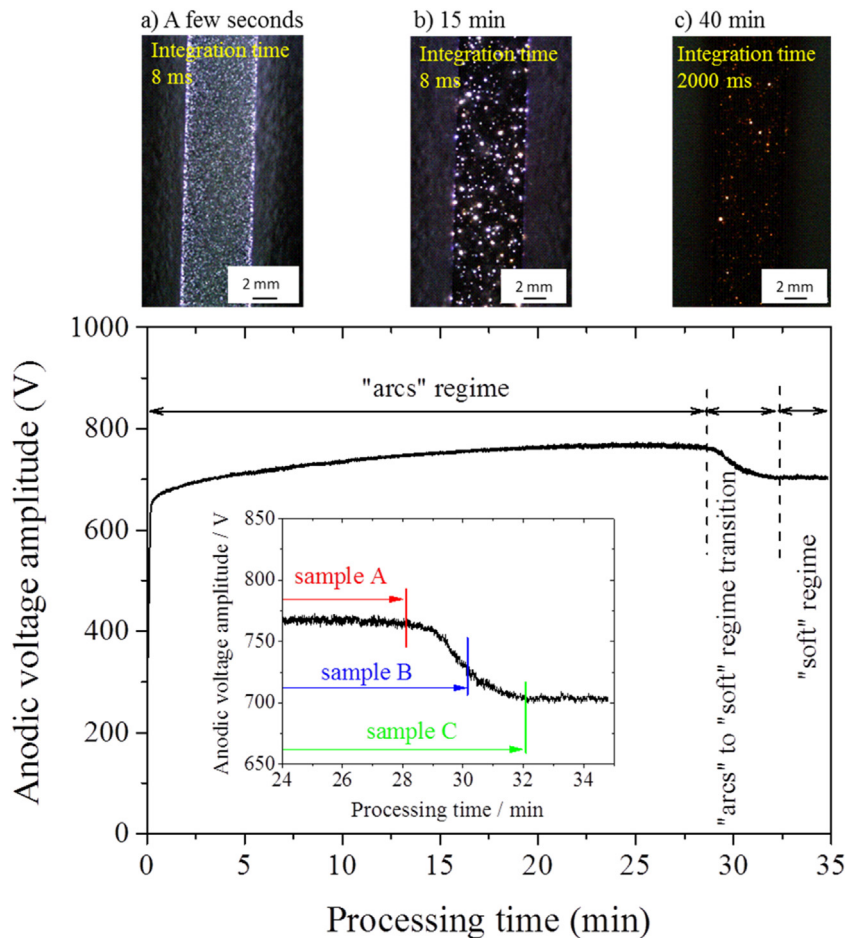 a) A few seconds
b) 15 min
c) 40 min
Integration time
8 ms
Integration time
8 ms
Integration time
2000 ms
2 mm
2 mm
2 mm
Anodic voltage amplitude (V)
1000
800
600
400
200
0
"arcs" regime
"arcs" to "soft" regime transition
"soft" regime
Anodic voltage amplitude / V
850
800
750
700
650
sample A
sample B
sample C
24 26 28 30 32 34
Processing time / min
0 5 10 15 20 25 30 35
Processing time (min)